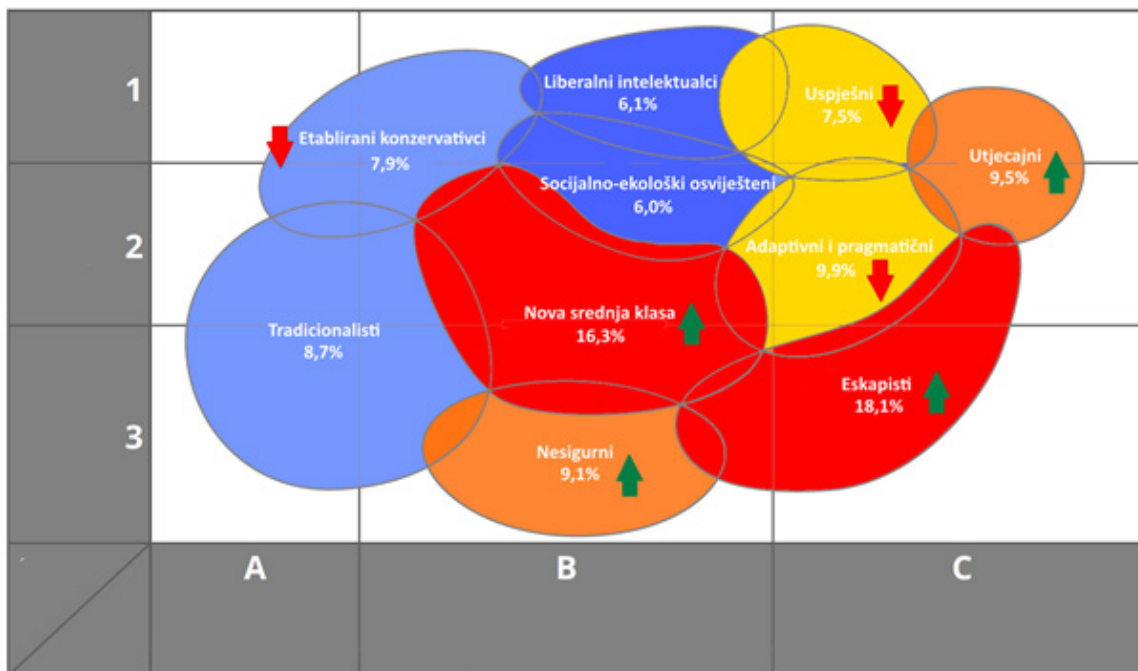 1
Liberalni intelektualci
6,1%
Uspješni
7,5%
Etablirani konzervativci
7,9%
Utjecajni
9,5%
2
Socijalno-ekološki osviješteni
6,0%
Adaptivni i pragmatični
9,9%
Nova srednja klasa
16,3%
Tradicionalisti
8,7%
Eskapisti
18,1%
3
Nesigurni
9,1%
A
B
C